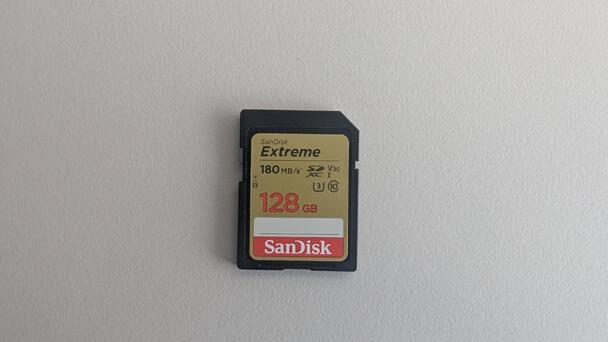 SanDisk
Extreme
180 MB/s* SD XC V30 I
3 10
128 GB
SanDisk